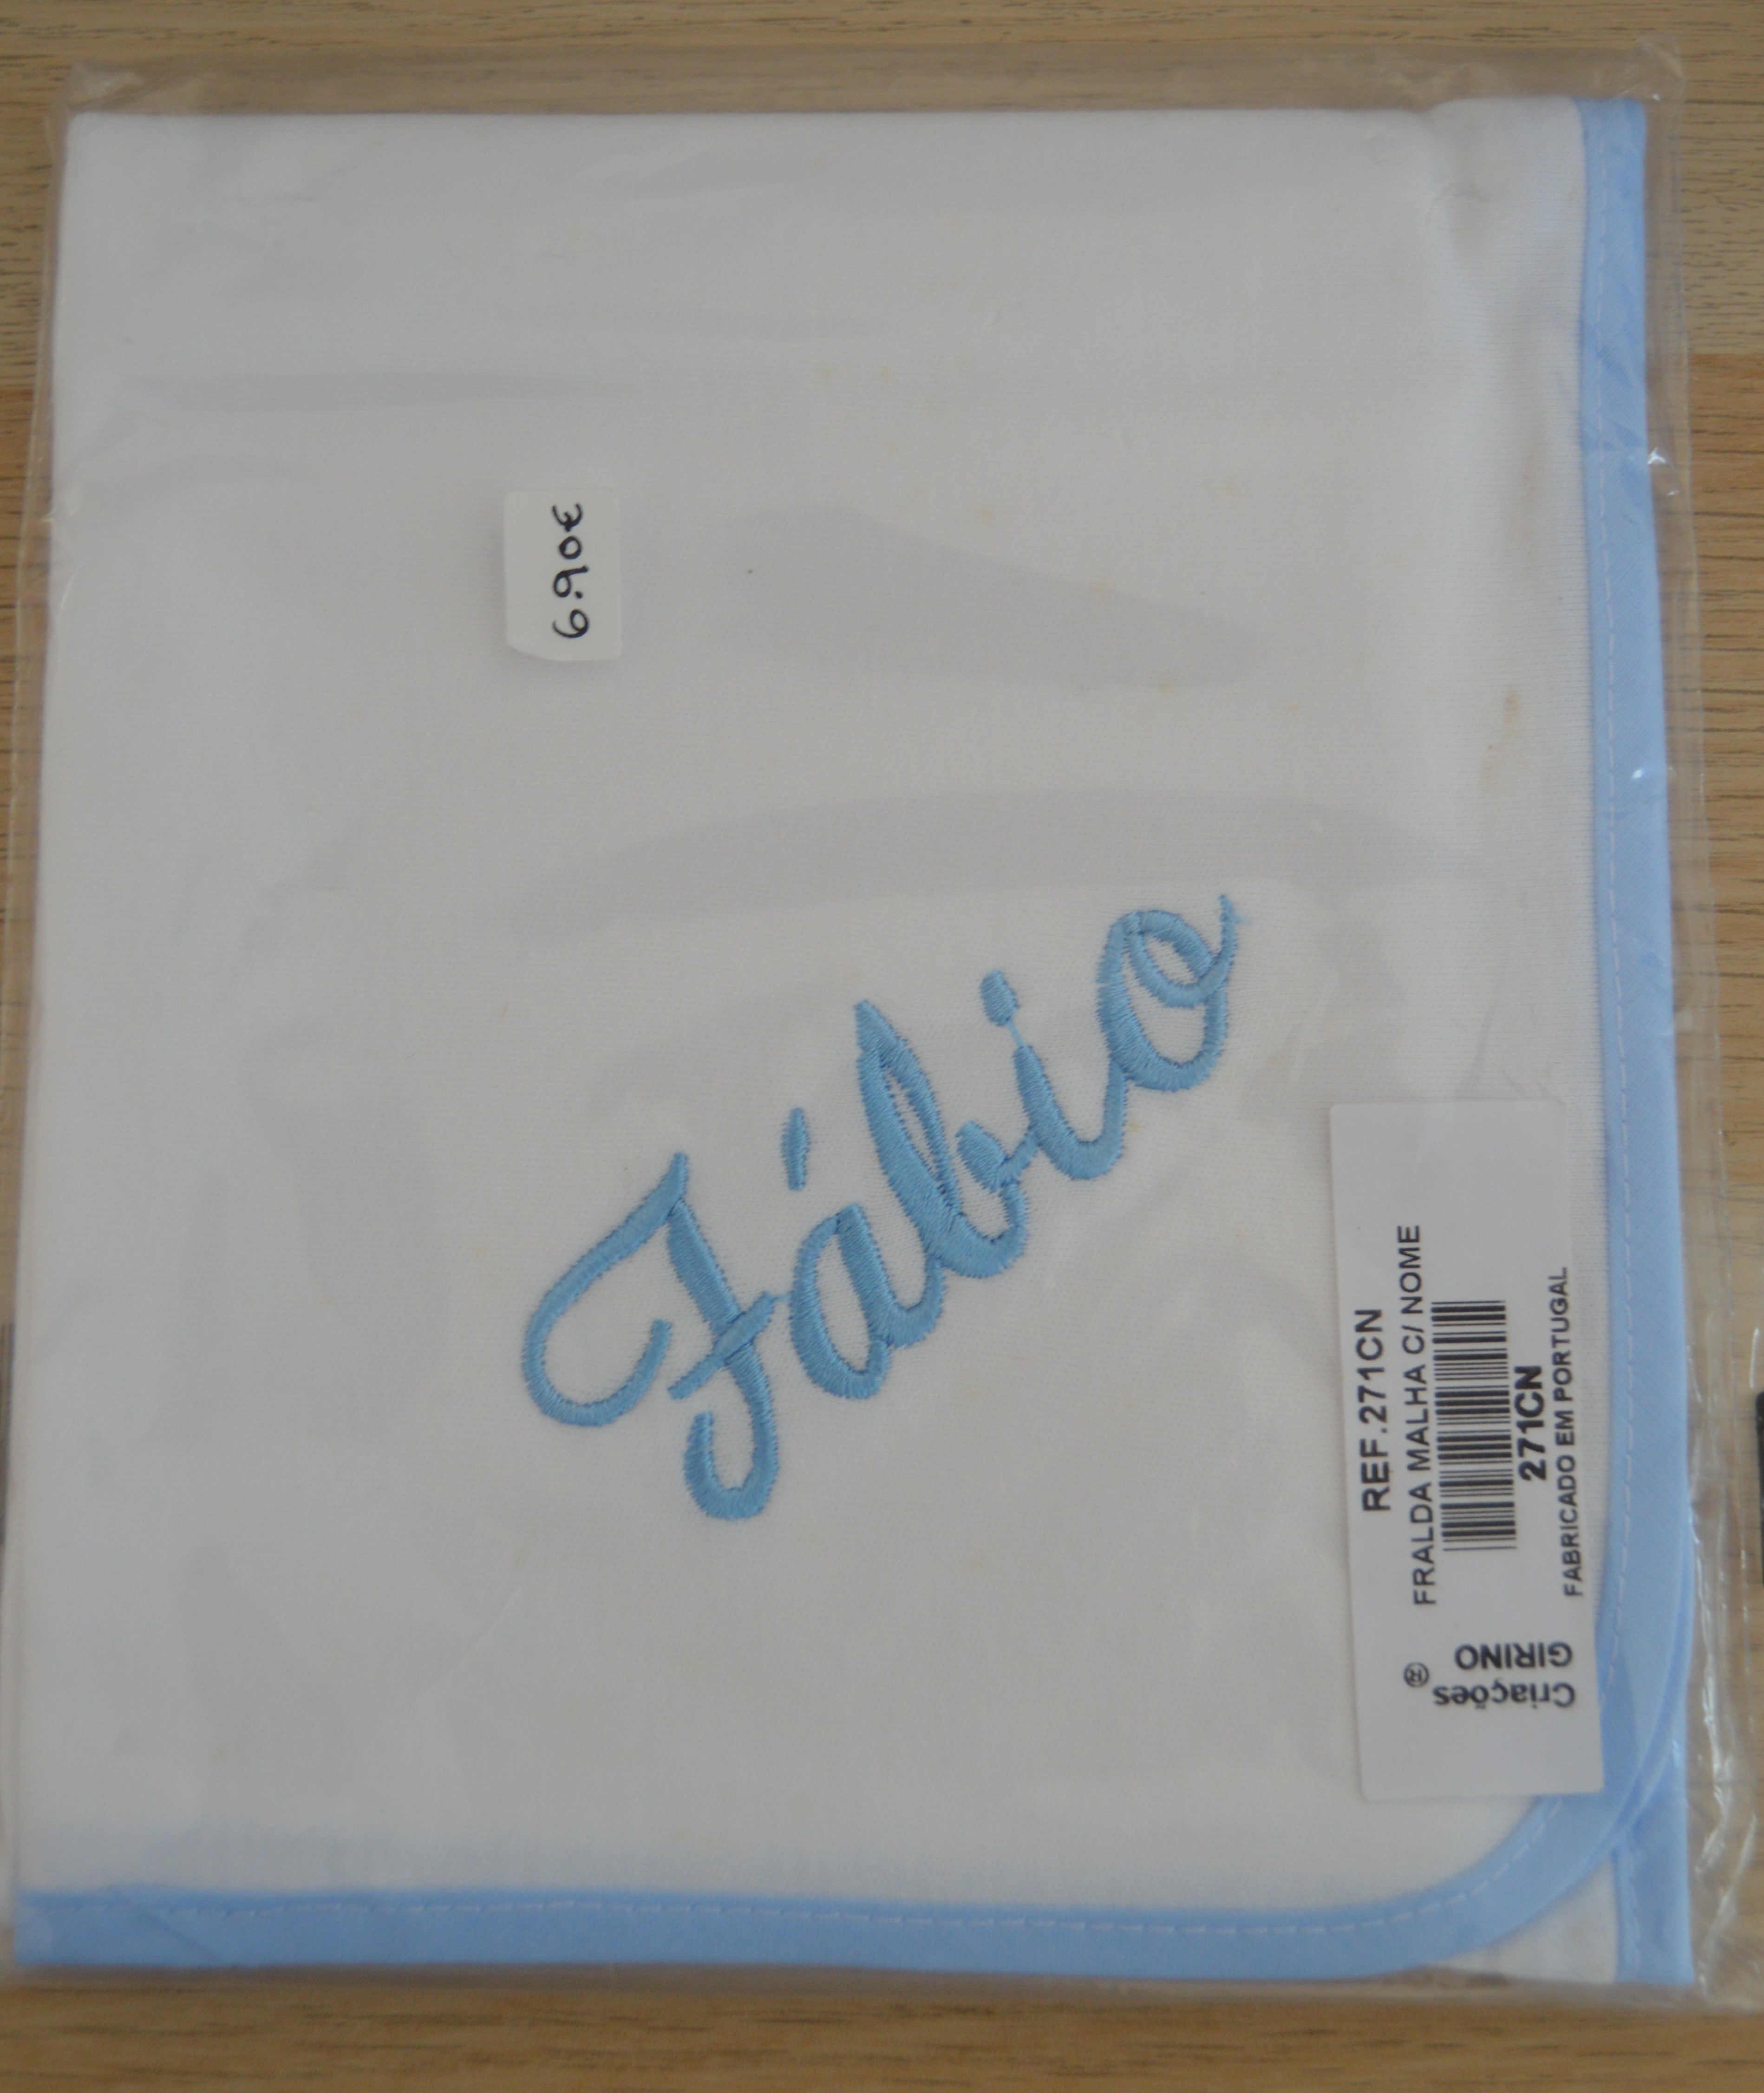 6.90€
Fábio
REF.271CN
FRALDA MALHA C/ NOME
271CN
FABRICADO EM PORTUGAL
Criações
GIRINO
®